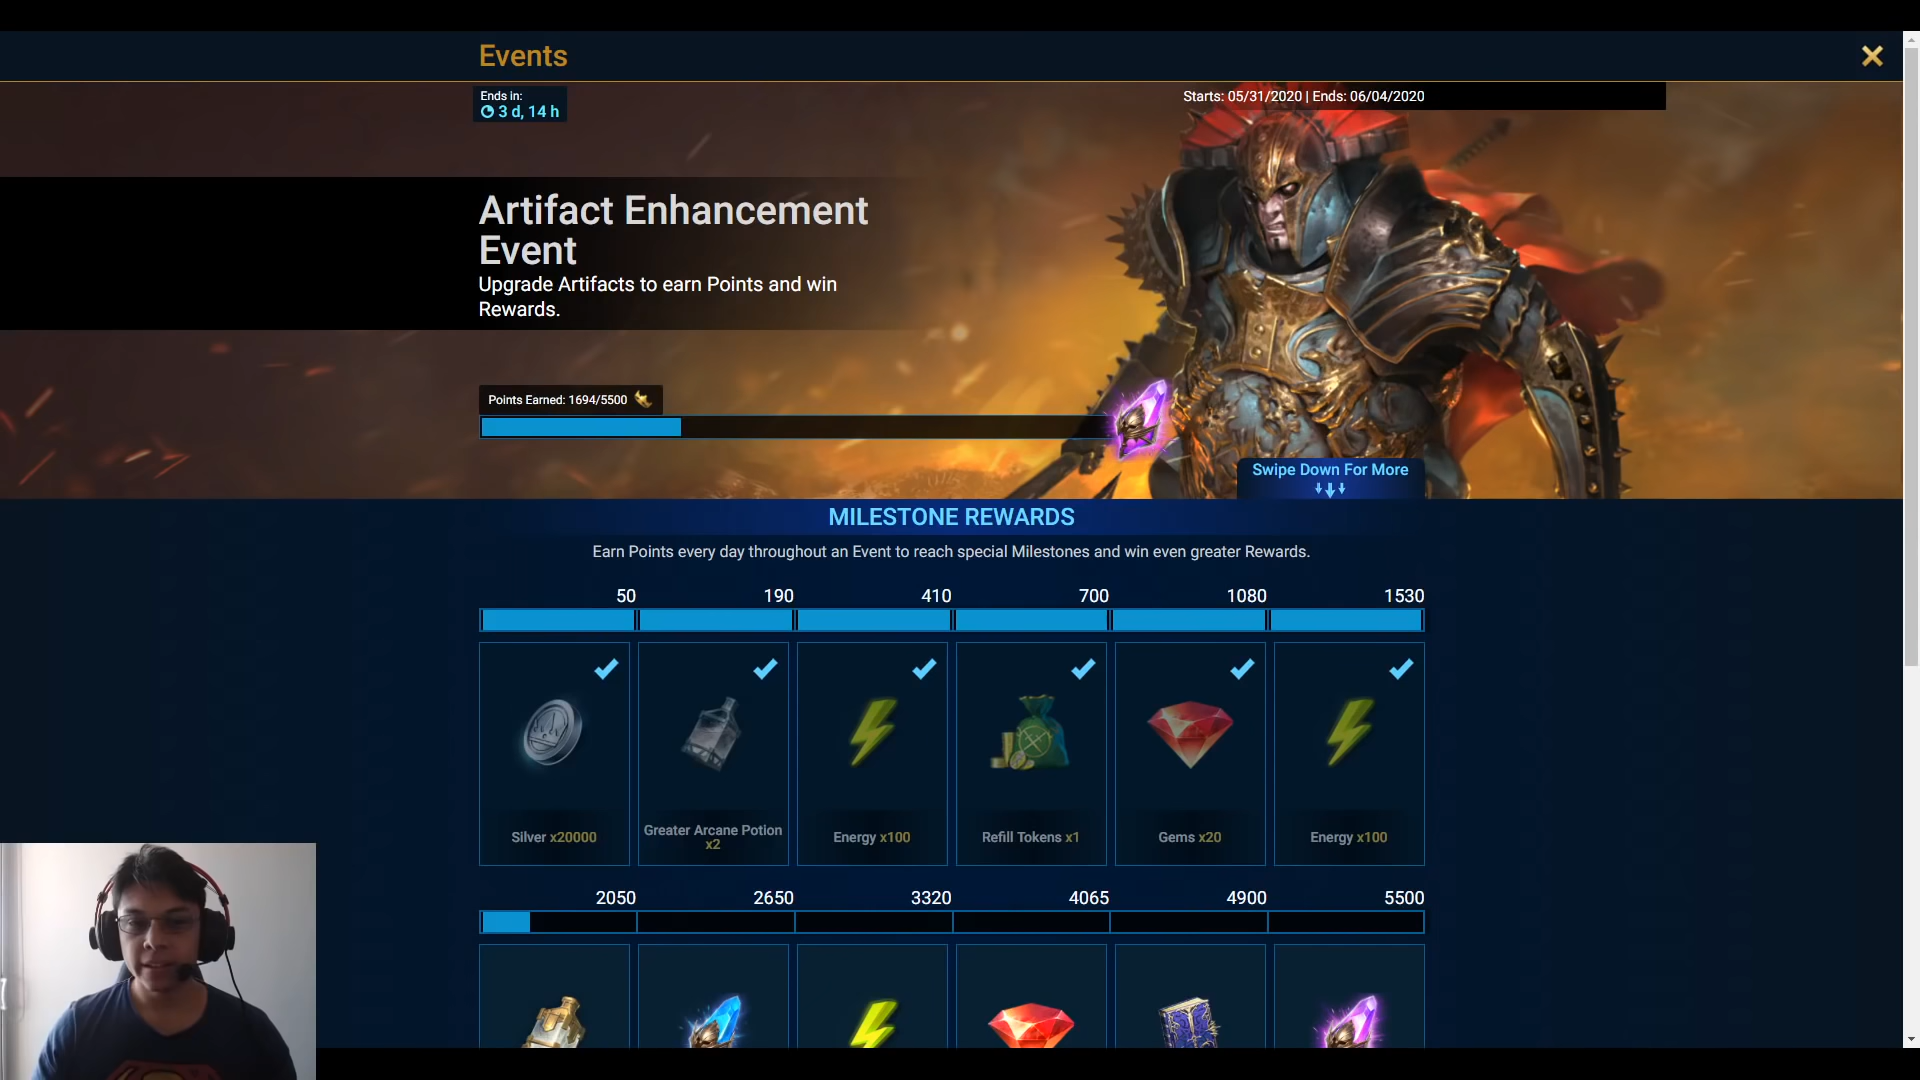 Events
Ends in:
3 d, 14 h
Starts: 05/31/2020 | Ends: 06/04/2020
Artifact Enhancement
Event
Upgrade Artifacts to earn Points and win
Rewards.
Points Earned: 1694/5500
Swipe Down For More
MILESTONE REWARDS
Earn Points every day throughout an Event to reach special Milestones and win even greater Rewards.
50 190 410 700 1080 1530
Silver x20000
Greater Arcane Potion
x2
Energy x100
Refill Tokens x1
Gems x20
Energy x100
2050 2650 3320 4065 4900 5500